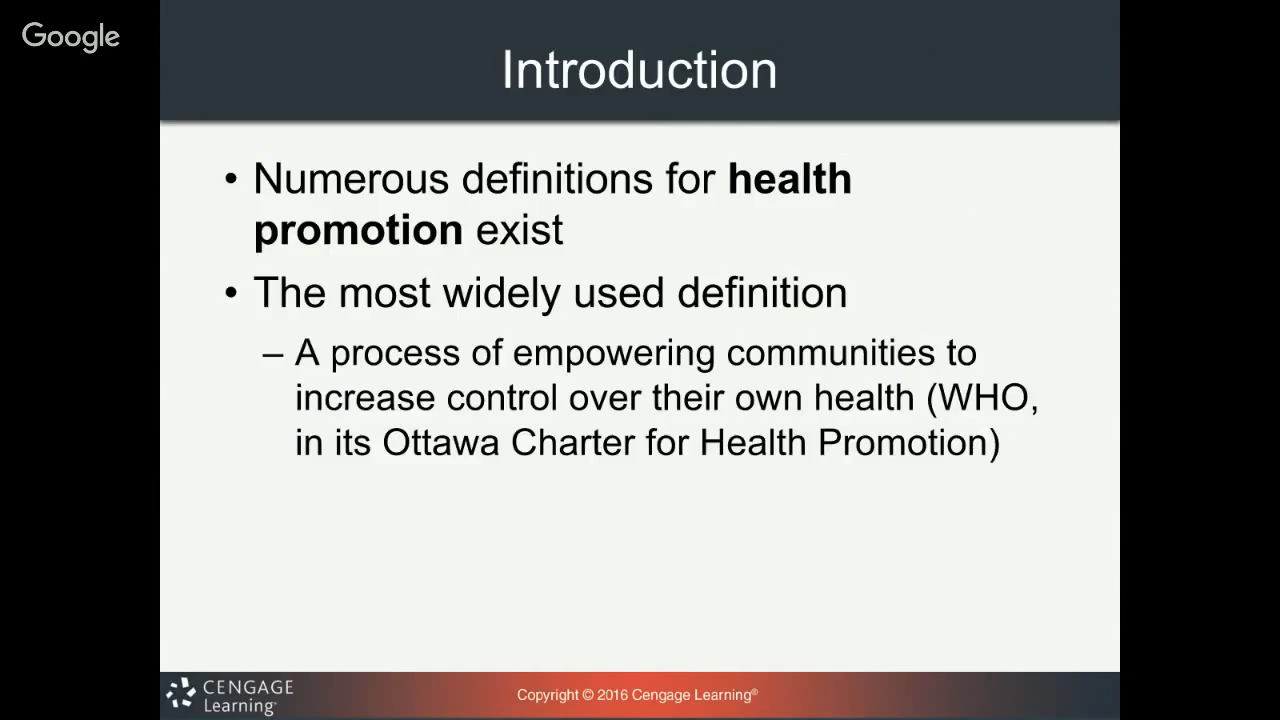 Google
Introduction
• Numerous definitions for health
promotion exist
• The most widely used definition
– A process of empowering communities to
increase control over their own health (WHO,
in its Ottawa Charter for Health Promotion)
CENGAGE
Learning™
Copyright © 2016 Cengage Learning®